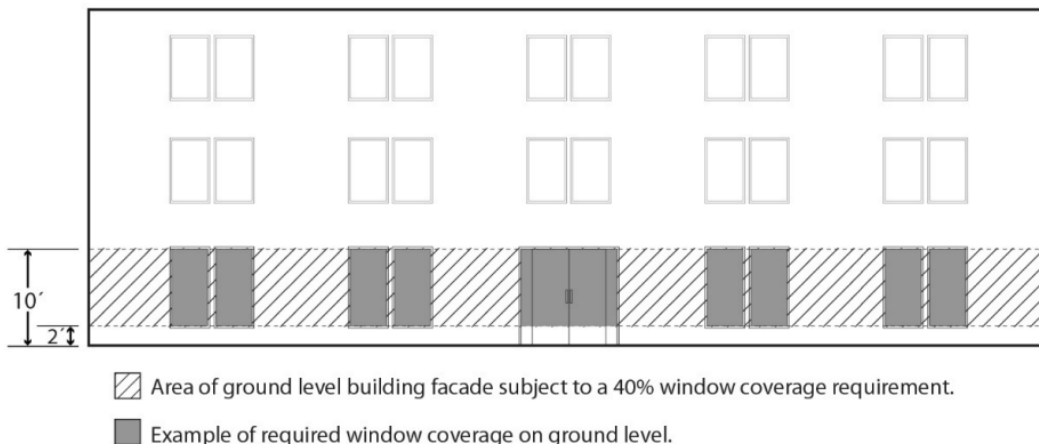 10´
2´
Area of ground level building facade subject to a 40% window coverage requirement.
Example of required window coverage on ground level.